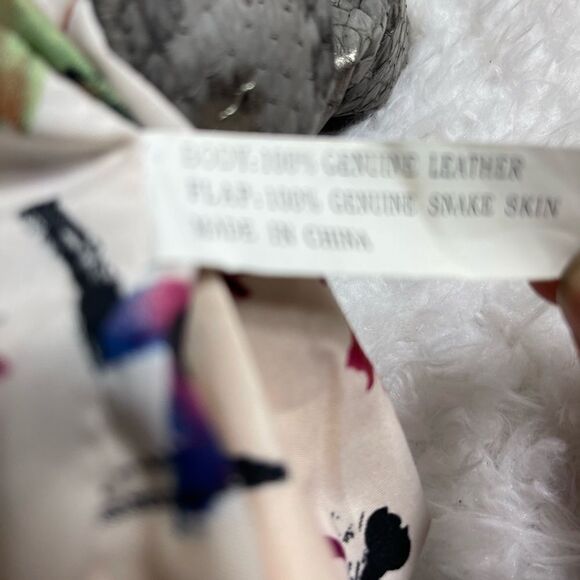 BODY:100% GENUINE LEATHER
FLAP:100% GENUINE SNAKE SKIN
MADE IN CHINA